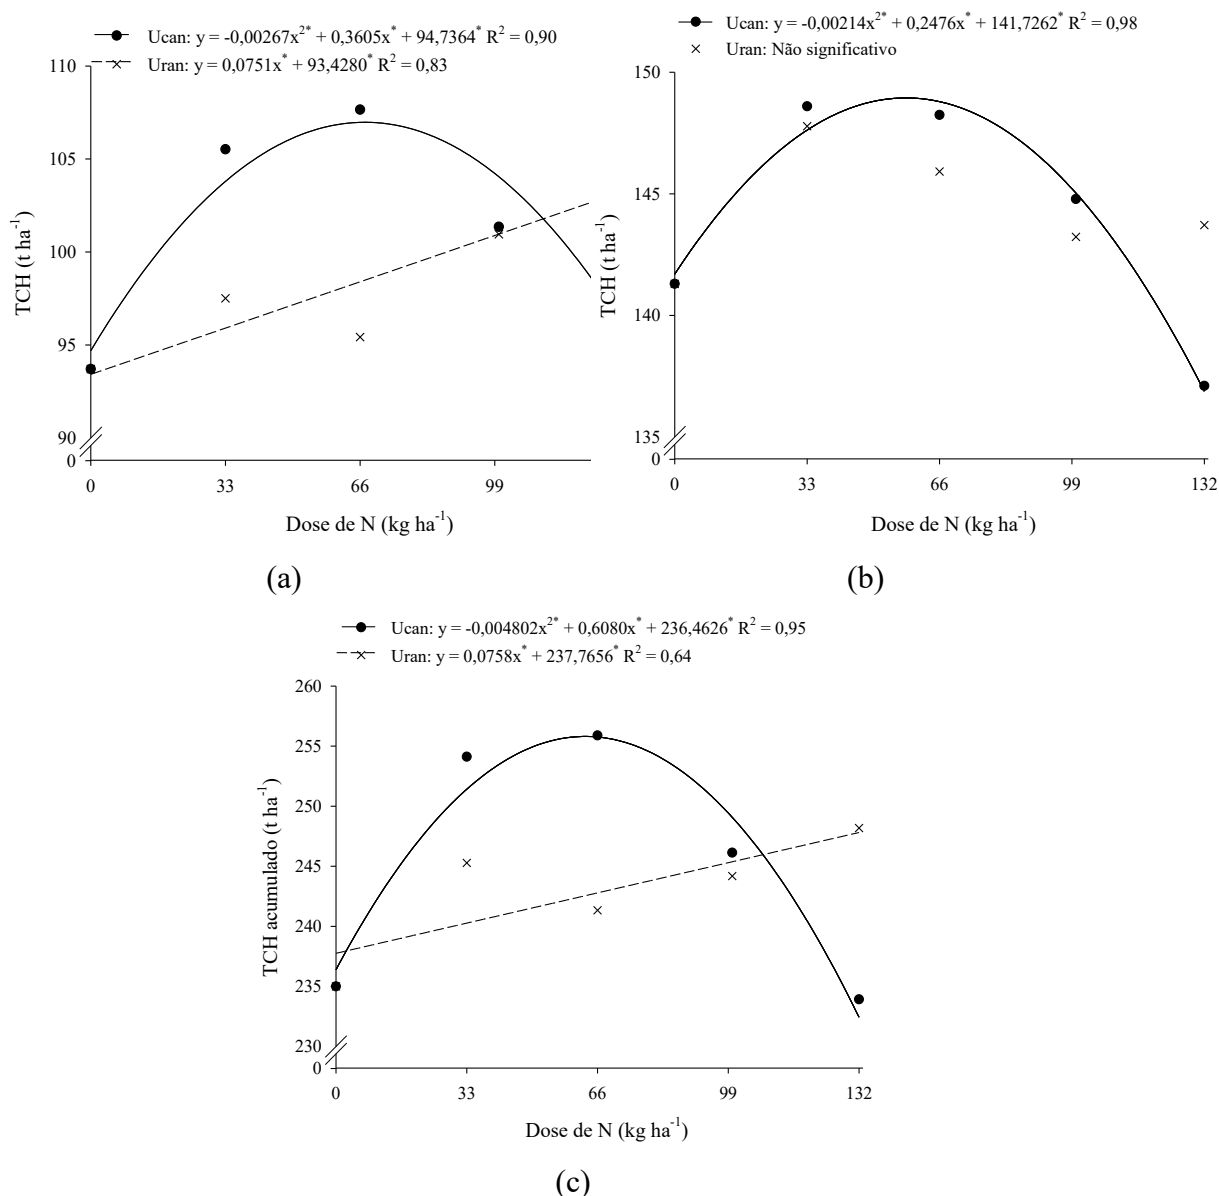 Ucan: y = -0,00267x²* + 0,3605x* + 94,7364* R² = 0,90
Uran: y = 0,0751x* + 93,4280* R² = 0,83
110
105
100
95
90
0
TCH (t ha⁻¹)
0 33 66 99
Dose de N (kg ha⁻¹)
(a)
Ucan: y = -0,00214x²* + 0,2476x* + 141,7262* R² = 0,98
Uran: Não significativo
150
145
140
135
0
TCH (t ha⁻¹)
0 33 66 99 132
Dose de N (kg ha⁻¹)
(b)
Ucan: y = -0,004802x²* + 0,6080x* + 236,4626* R² = 0,95
Uran: y = 0,0758x* + 237,7656* R² = 0,64
260
255
250
245
240
235
230
0
TCH acumulado (t ha⁻¹)
0 33 66 99 132
Dose de N (kg ha⁻¹)
(c)